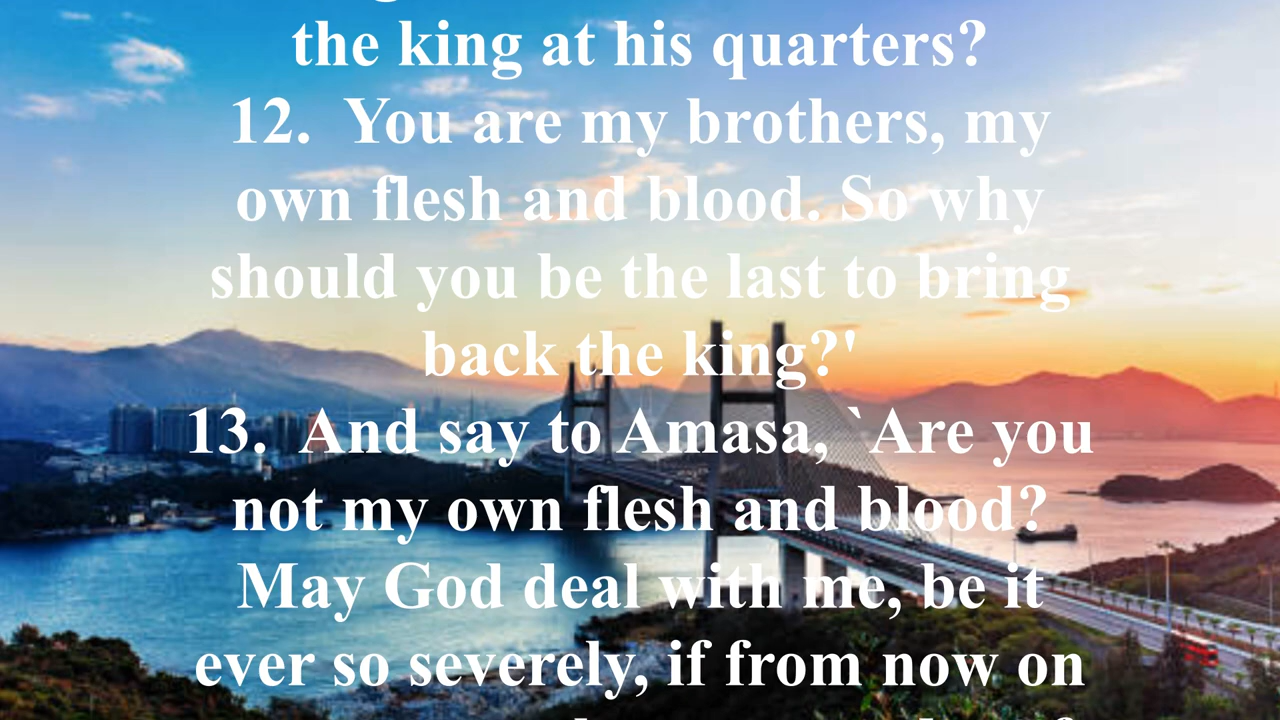 the king at his quarters?
12.  You are my brothers, my
own flesh and blood. So why
should you be the last to bring
back the king?'
13.  And say to Amasa, `Are you
not my own flesh and blood?
May God deal with me, be it
ever so severely, if from now on